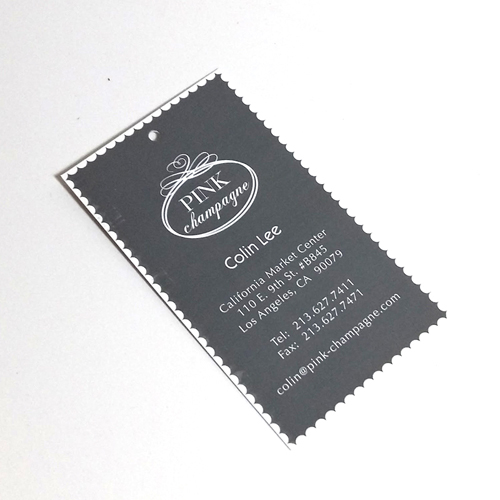 PINK
champagne
Colin Lee
California Market Center
110 E. 9th St. #B845
Los Angeles, CA 90079
Tel: 213.627.7411
Fax: 213.627.7471
colin@pink-champagne.com